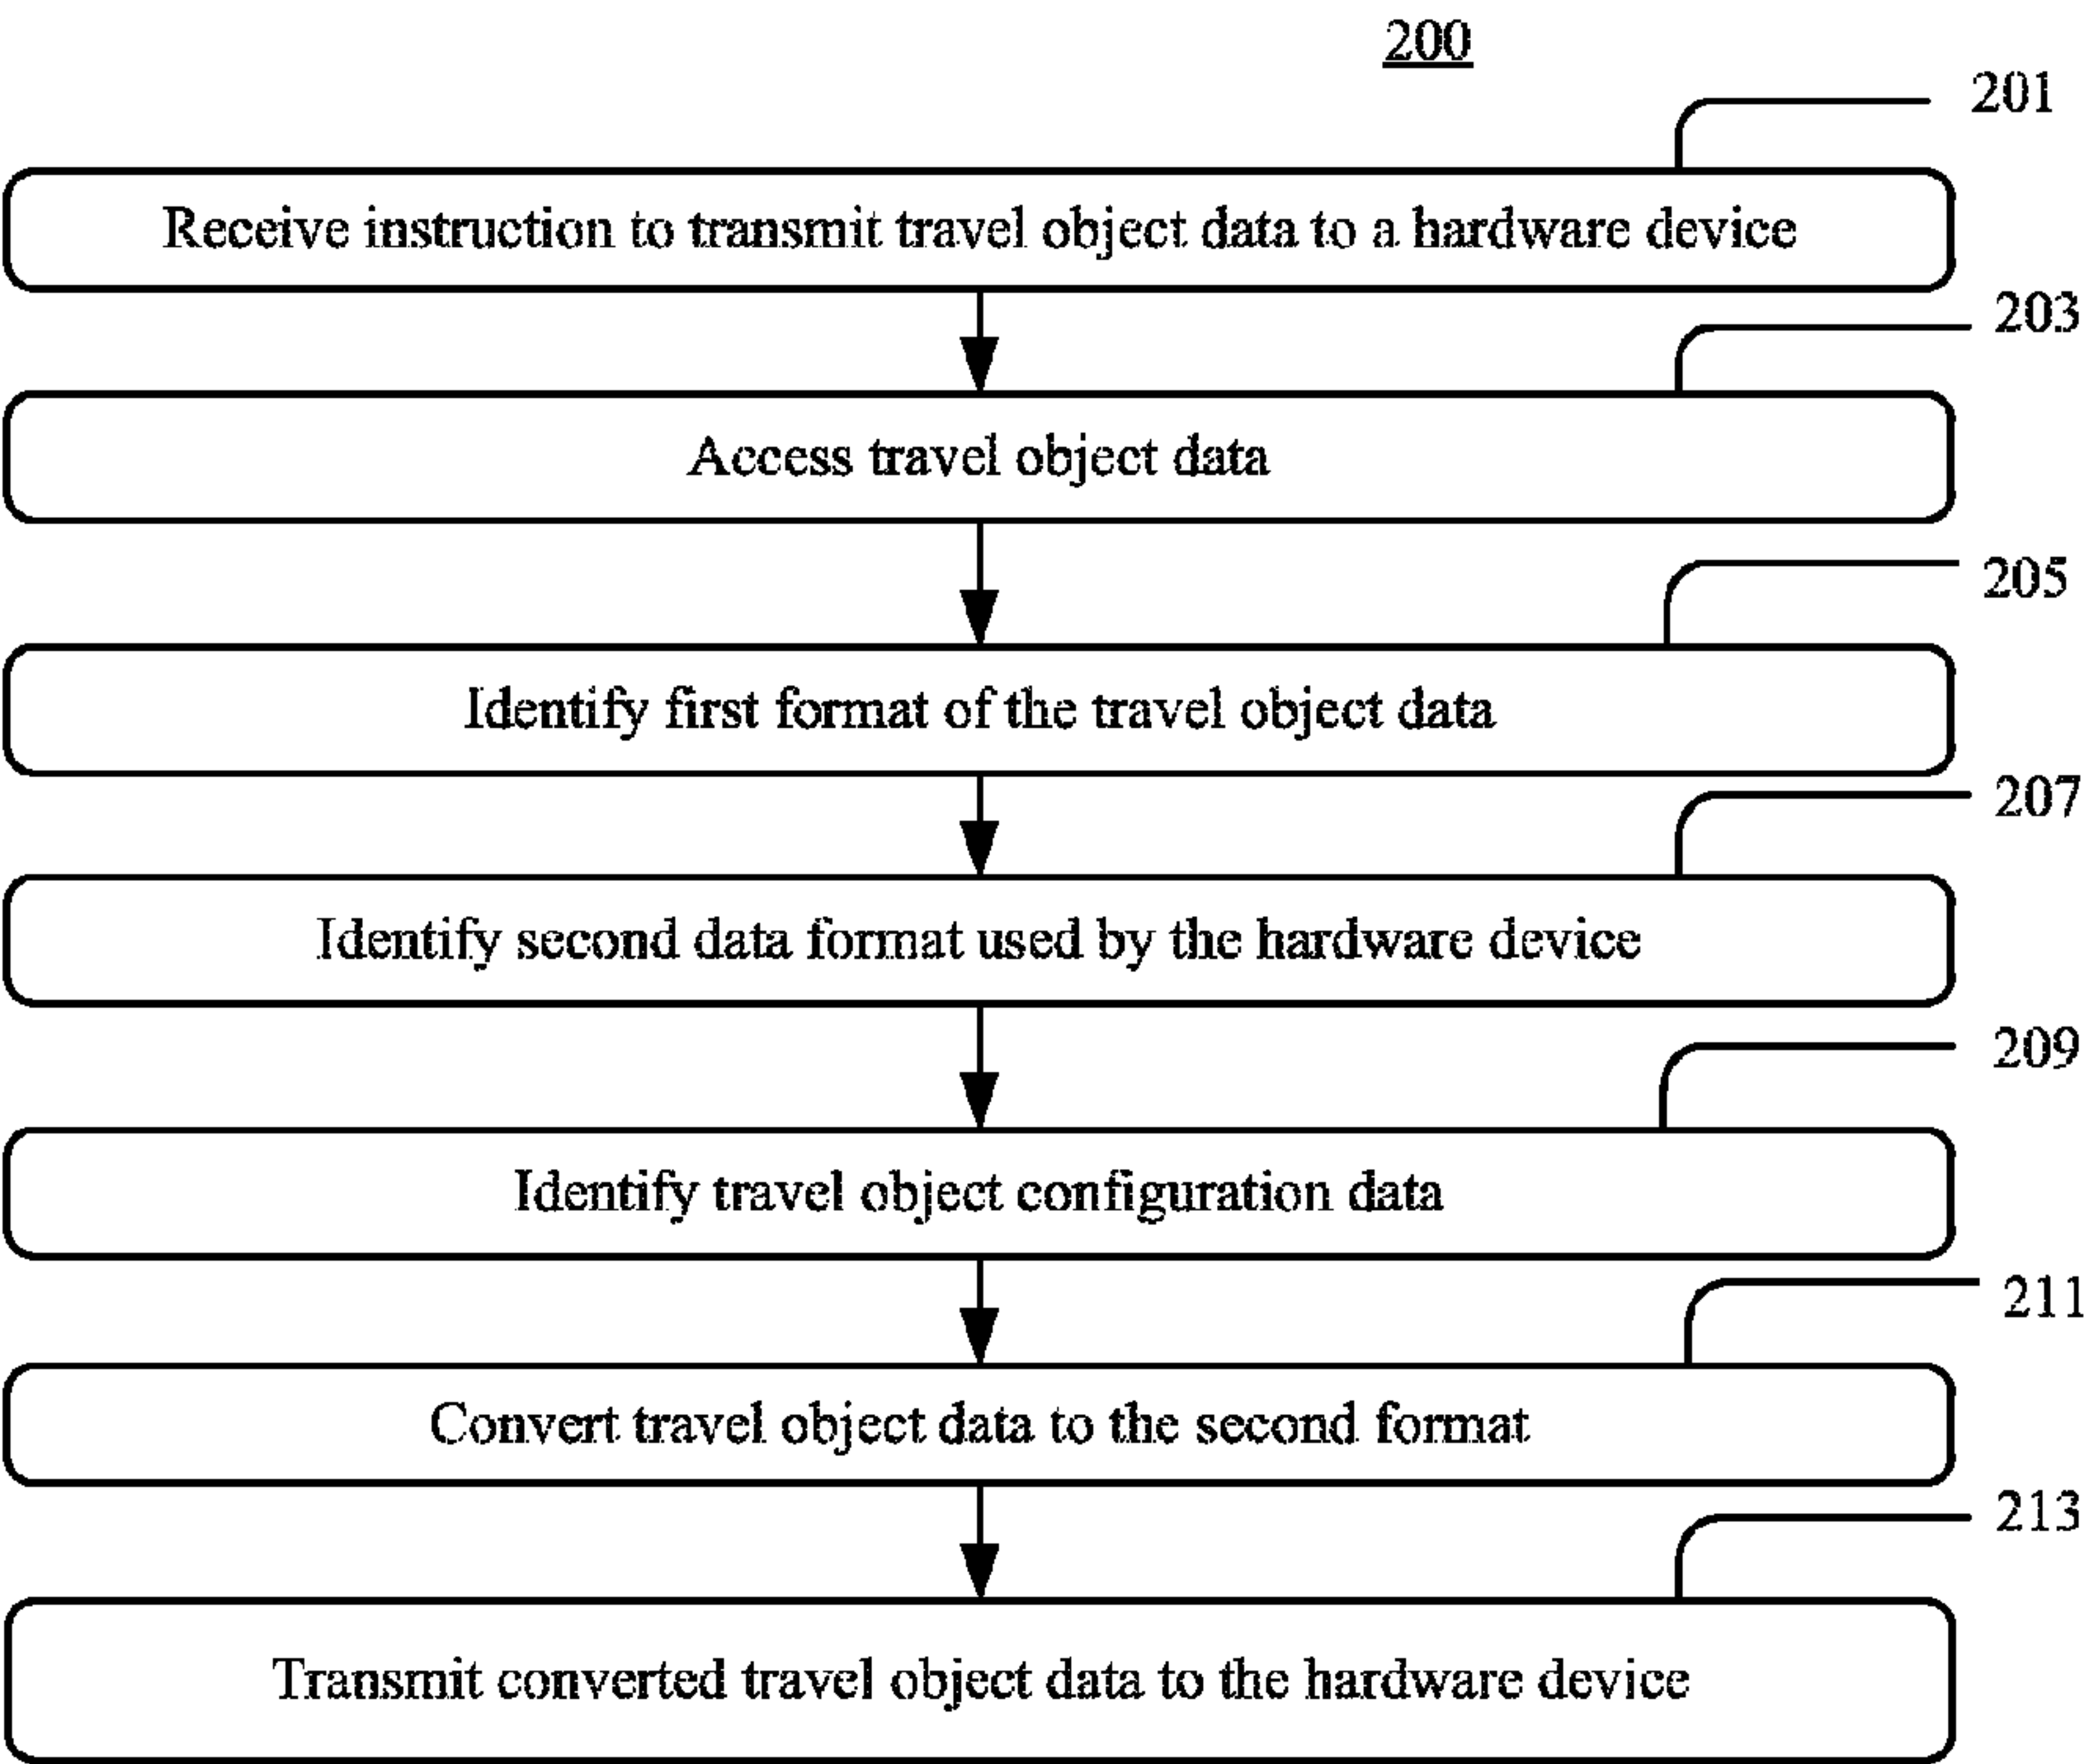 200
201
Receive instruction to transmit travel object data to a hardware device
203
Access travel object data
205
Identify first format of the travel object data
207
Identify second data format used by the hardware device
209
Identify travel object configuration data
211
Convert travel object data to the second format
213
Transmit converted travel object data to the hardware device